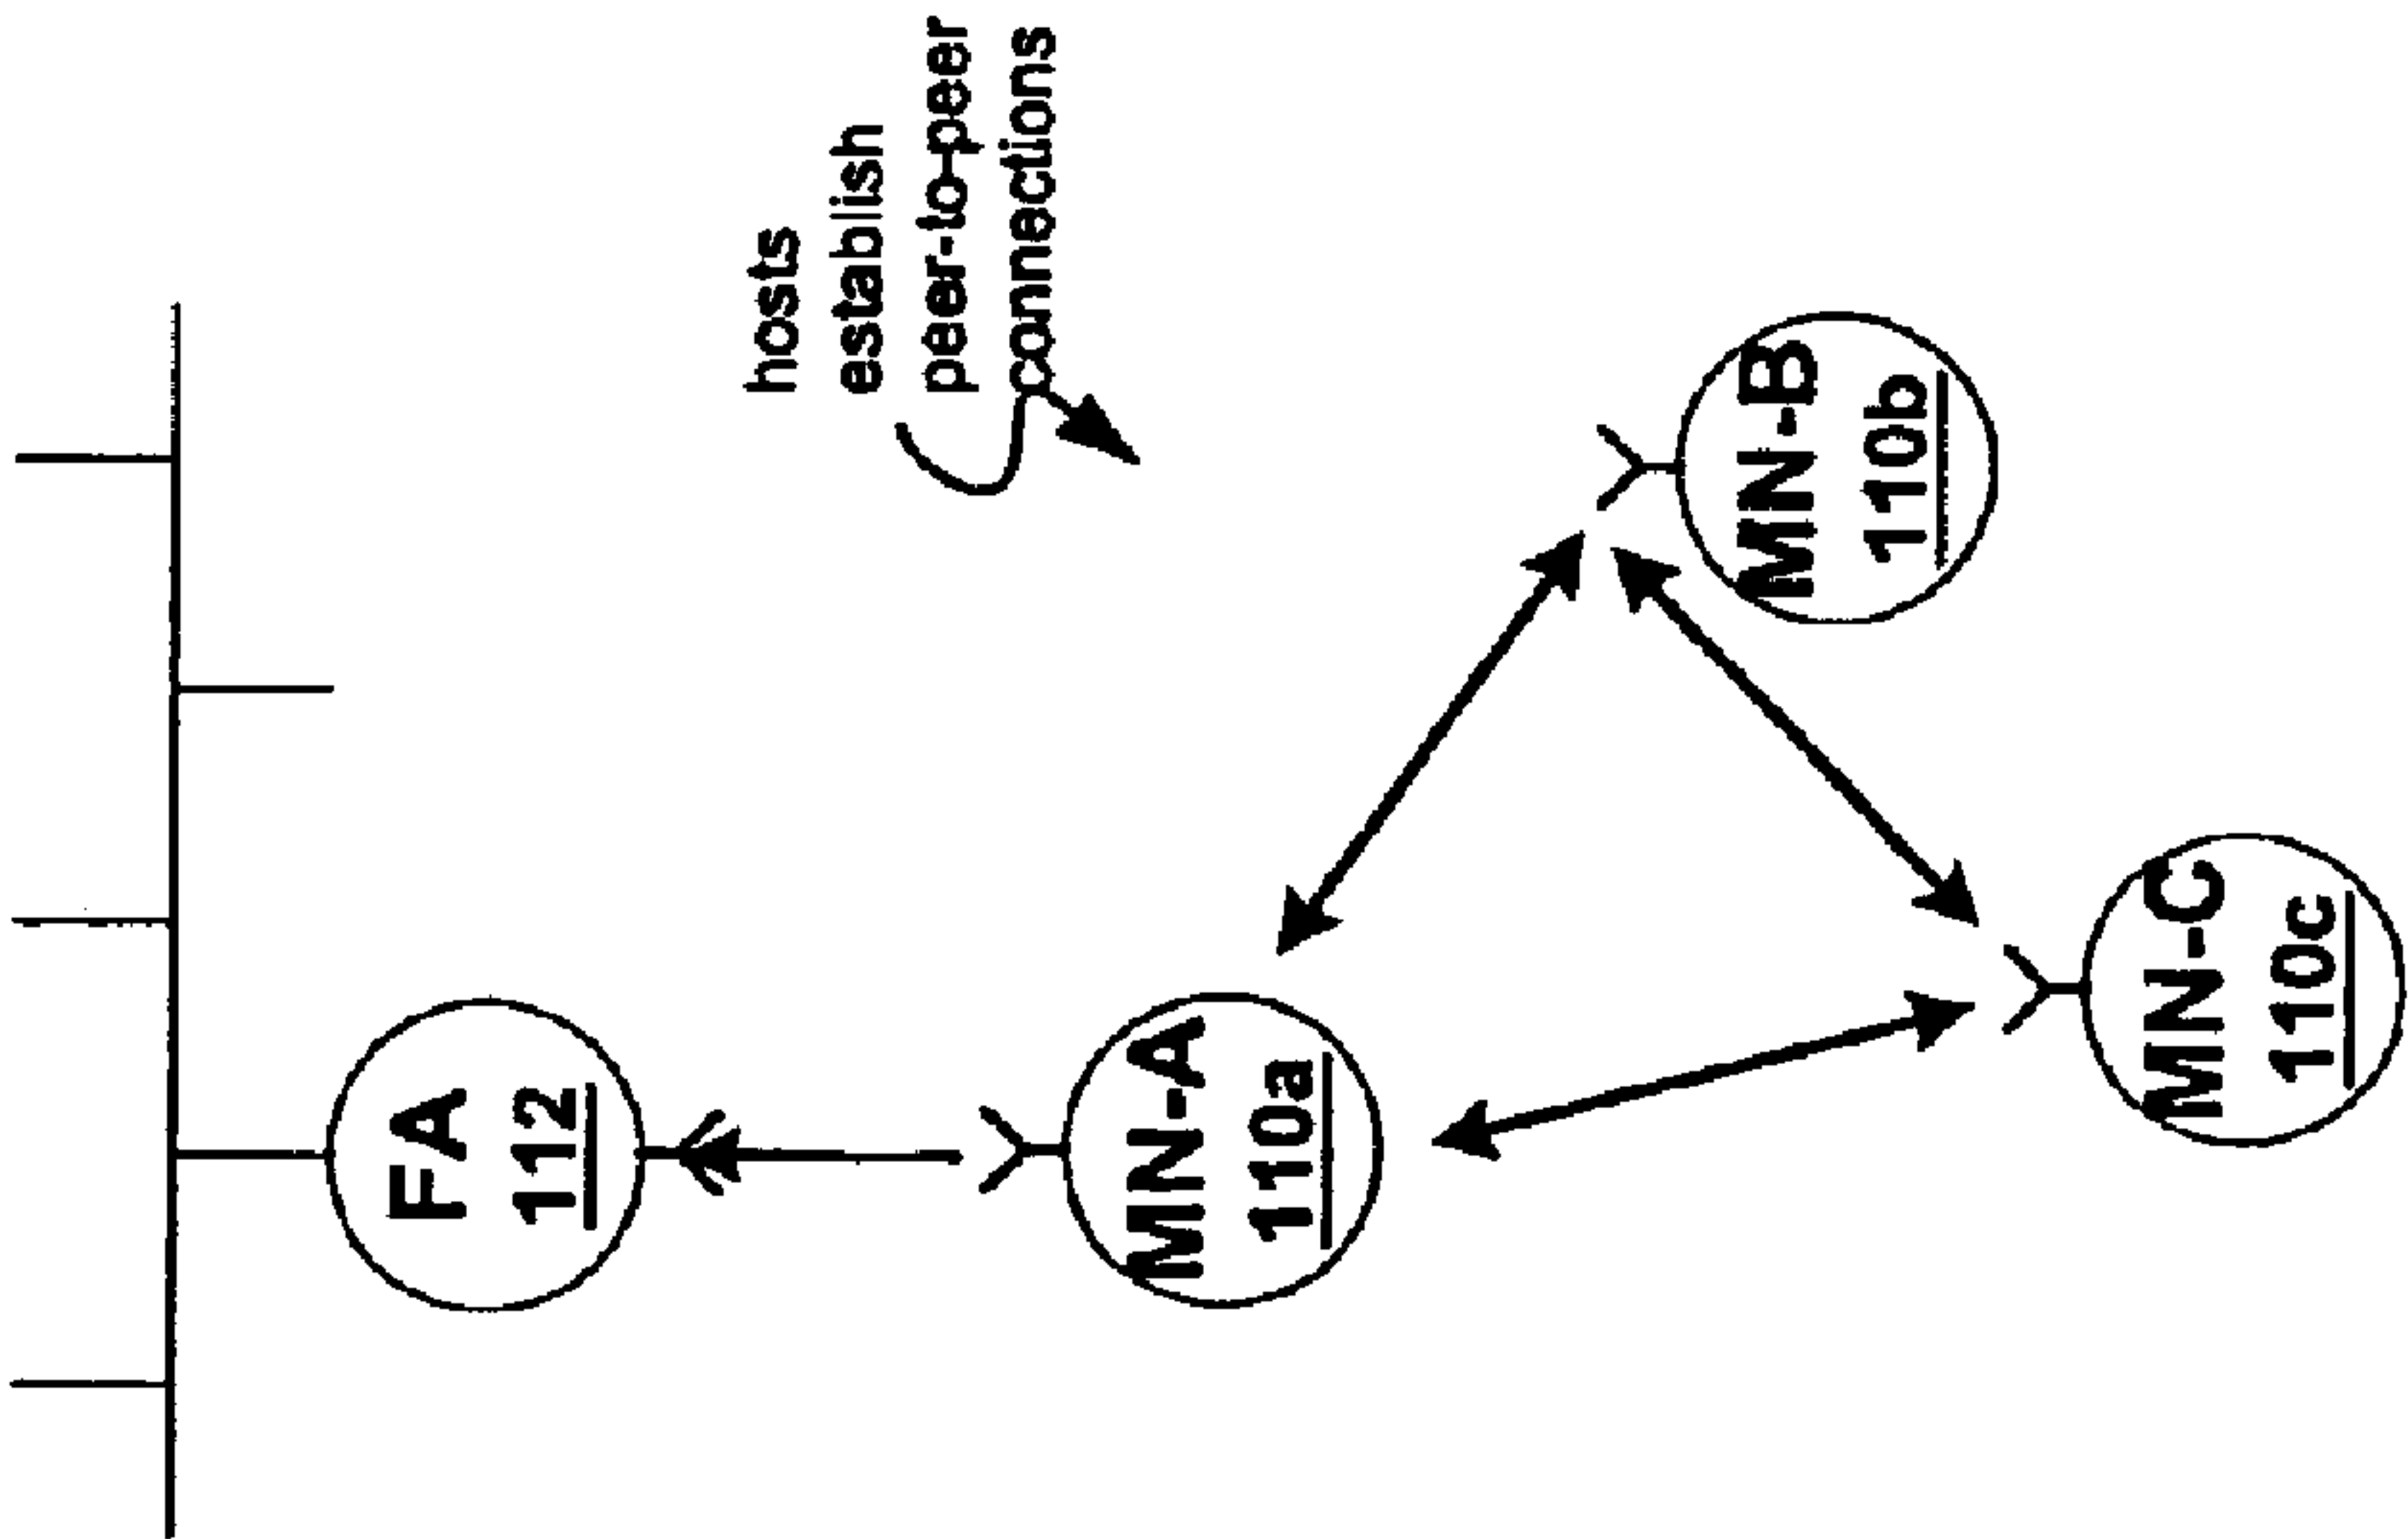 hosts
establish
peer-to-peer
connections
FA
112
MN-A
110a
MN-B
110b
MN-C
110c